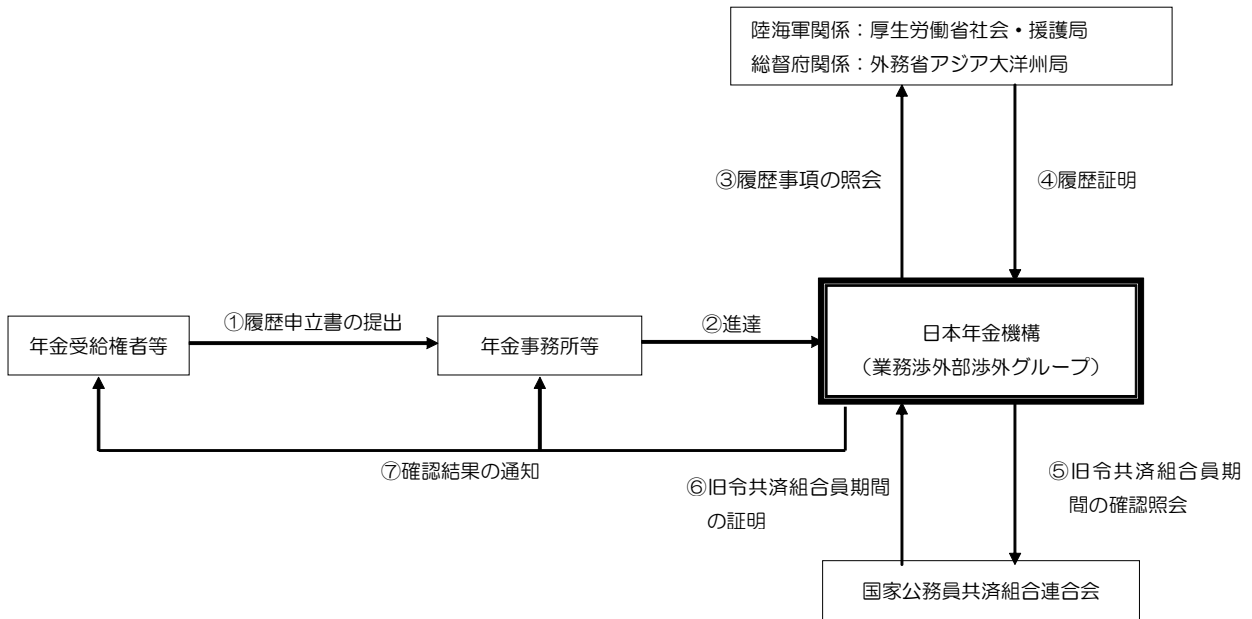 陸海軍関係：厚生労働省社会・援護局
総督府関係：外務省アジア大洋州局
③履歴事項の照会
④履歴証明
①履歴申立書の提出
②進達
年金受給権者等
年金事務所等
日本年金機構
（業務渉外部渉外グループ）
⑦確認結果の通知
⑥旧令共済組合員期間
の証明
⑤旧令共済組合員期
間の確認照会
国家公務員共済組合連合会